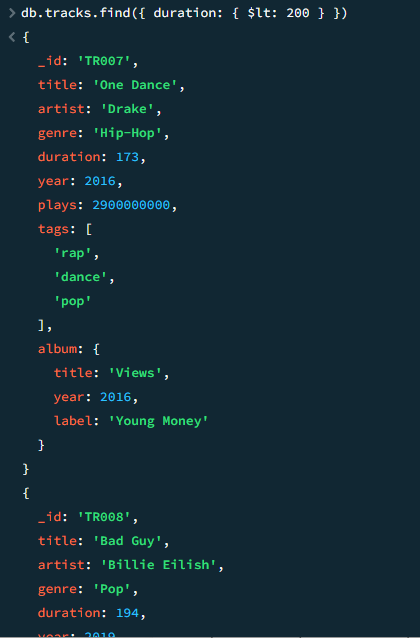 > db.tracks.find({ duration: { $lt: 200 } })
< {
_id: 'TR007',
title: 'One Dance',
artist: 'Drake',
genre: 'Hip-Hop',
duration: 173,
year: 2016,
plays: 2900000000,
tags: [
'rap',
'dance',
'pop'
],
album: {
title: 'Views',
year: 2016,
label: 'Young Money'
}
}
{
_id: 'TR008',
title: 'Bad Guy',
artist: 'Billie Eilish',
genre: 'Pop',
duration: 194,
year: 2019